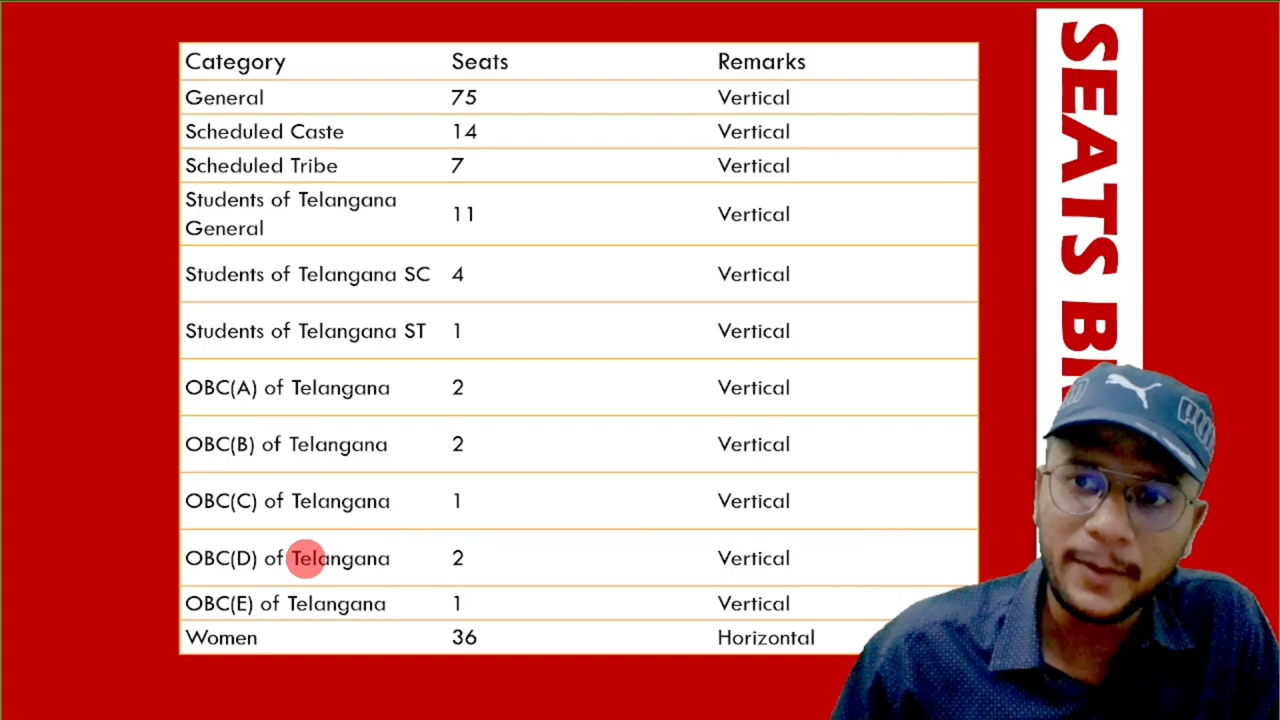 Category Seats Remarks
General 75 Vertical
Scheduled Caste 14 Vertical
Scheduled Tribe 7 Vertical
Students of Telangana
General 11 Vertical
Students of Telangana SC 4 Vertical
Students of Telangana ST 1 Vertical
OBC(A) of Telangana 2 Vertical
OBC(B) of Telangana 2 Vertical
OBC(C) of Telangana 1 Vertical
OBC(D) of Telangana 2 Vertical
OBC(E) of Telangana 1 Vertical
Women 36 Horizontal
SEATS